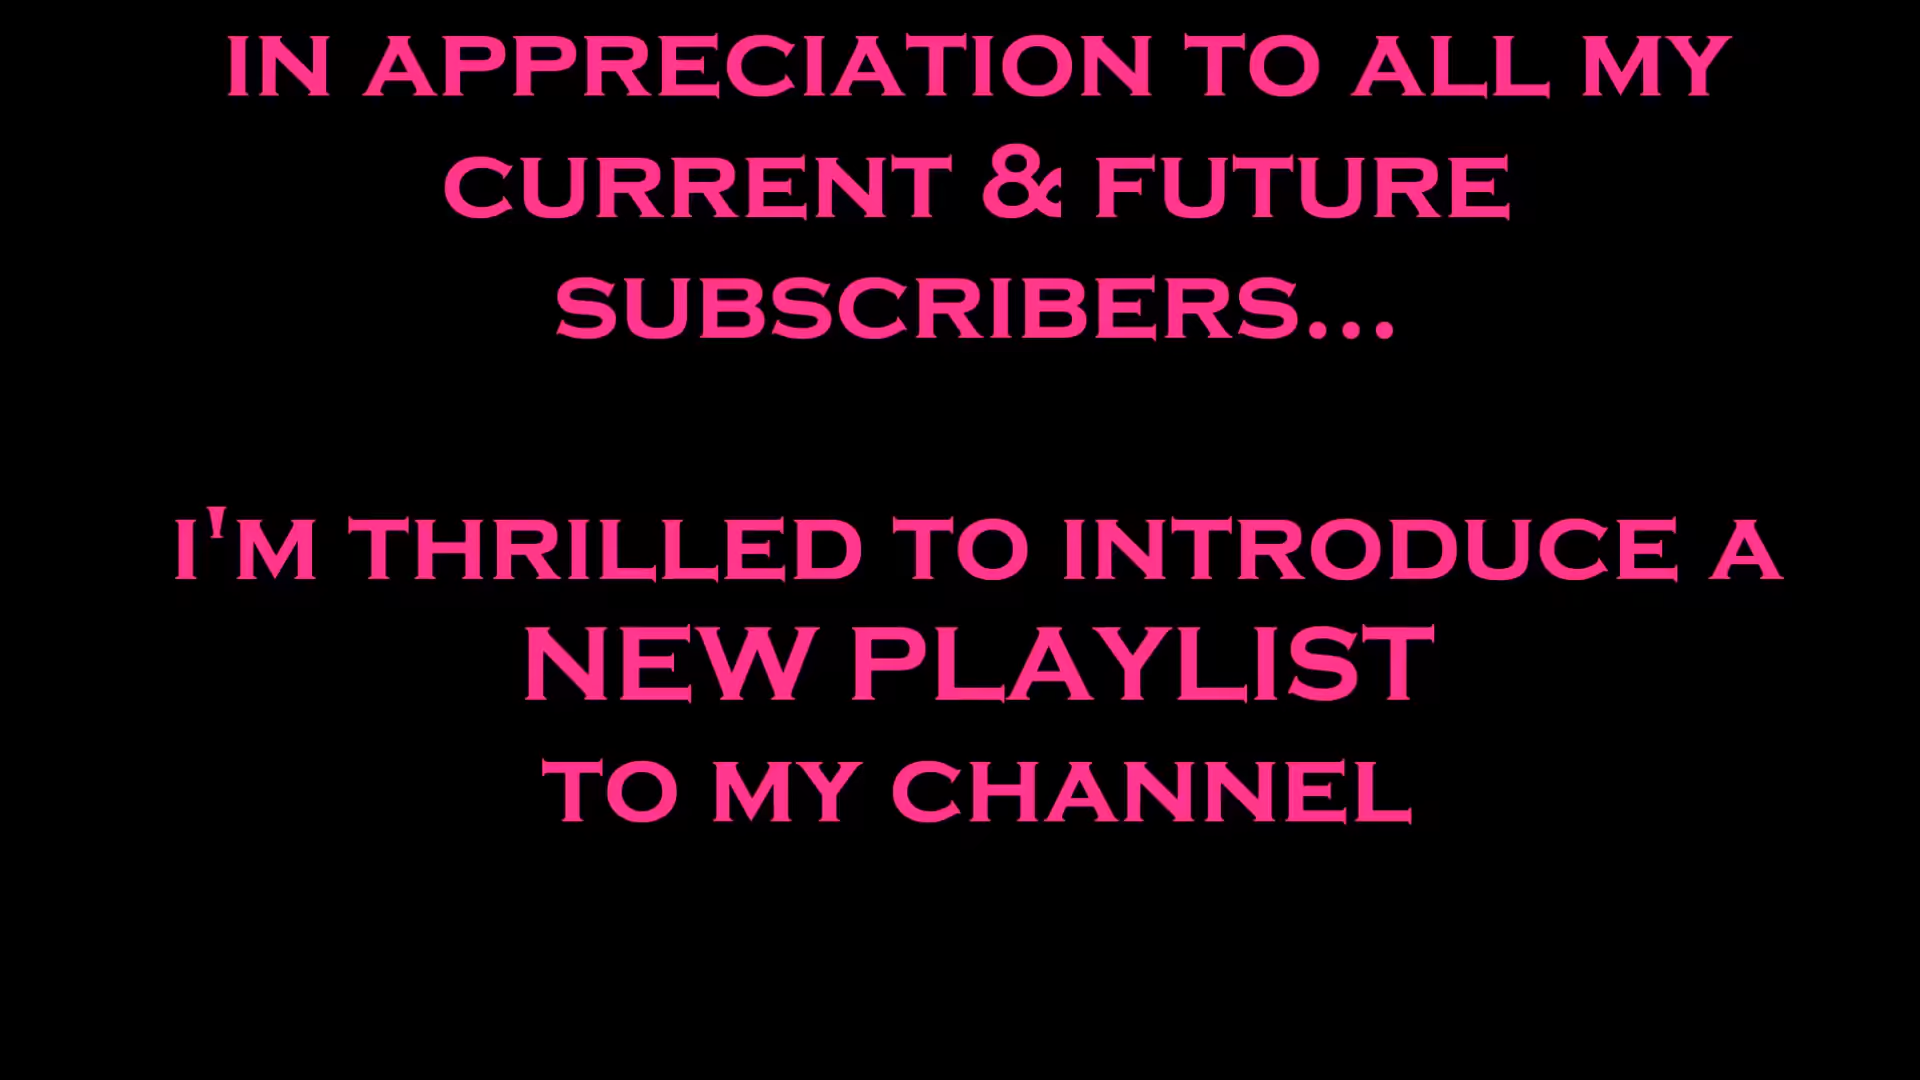 IN APPRECIATION TO ALL MY
CURRENT & FUTURE
SUBSCRIBERS...
I'M THRILLED TO INTRODUCE A
NEW PLAYLIST
TO MY CHANNEL